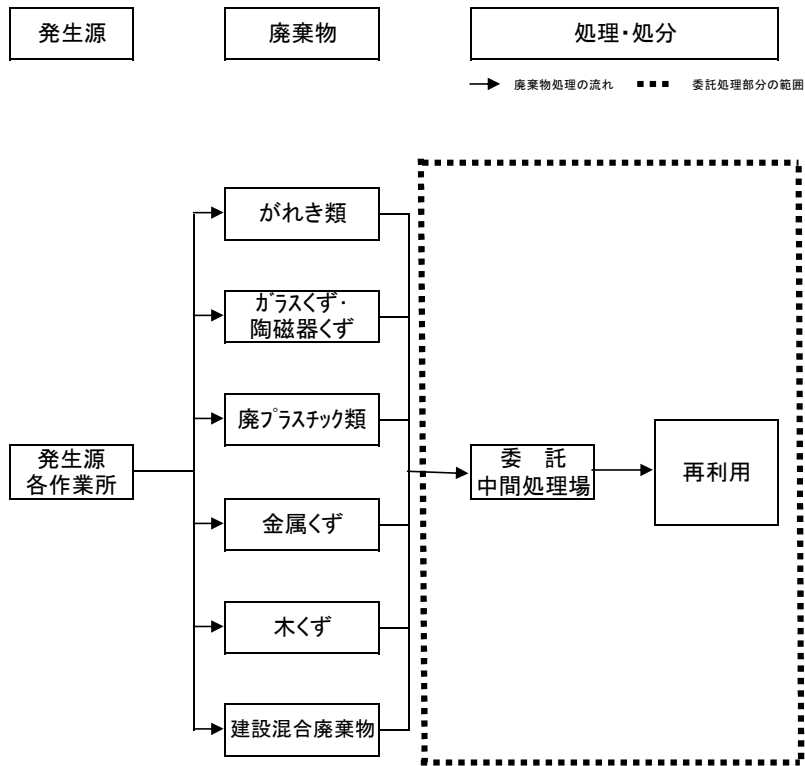 発生源
廃棄物
処理・処分
廃棄物処理の流れ
委託処理部分の範囲
がれき類
ｶﾞﾗｽくず・
陶磁器くず
廃ﾌﾟﾗｽﾁｯｸ類
発生源
各作業所
委　託
中間処理場
再利用
金属くず
木くず
建設混合廃棄物